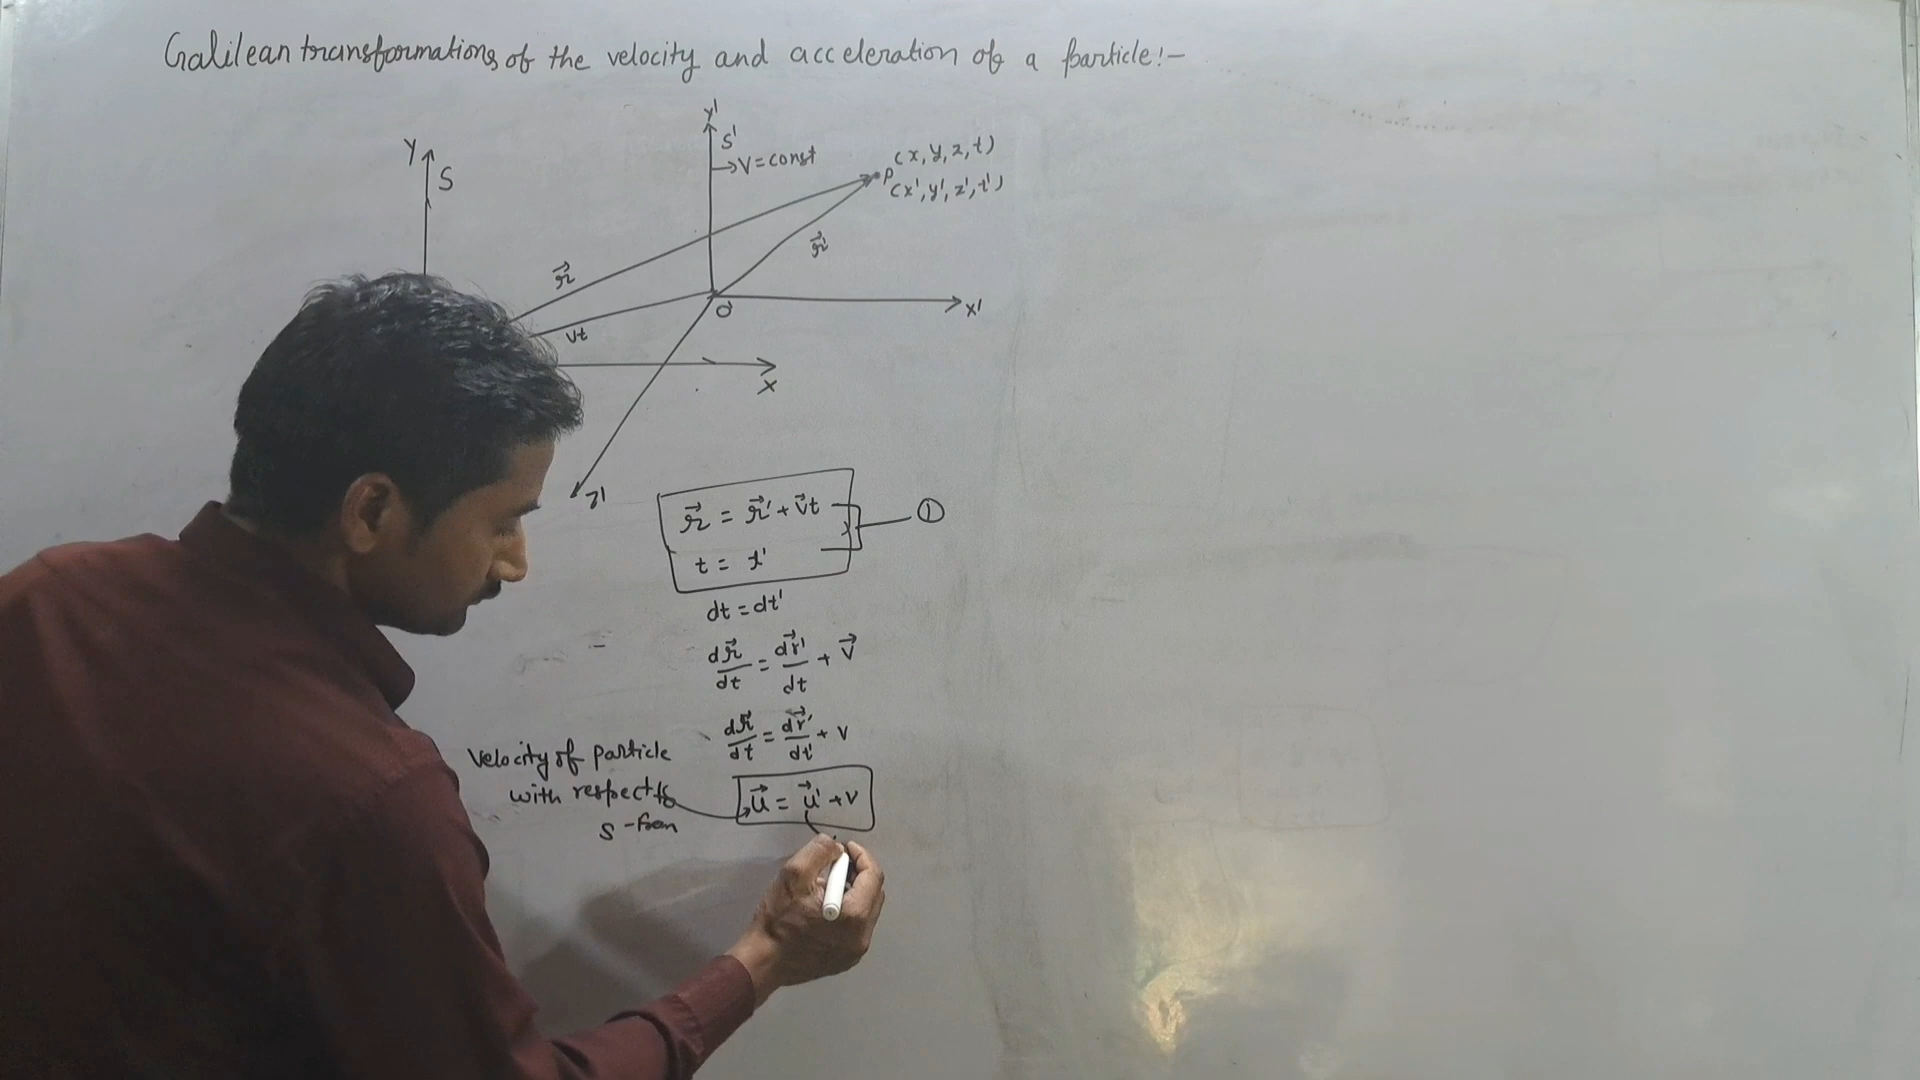 Galilean transformations of the velocity and acceleration of a particle:-
Y
S
Y'
S'
V=const
P
(x, y, z, t)
(x', y', z', t')
r⃗
r⃗'
vt
O'
X'
X
z'
r⃗ = r⃗' + v⃗t
t = t'
①
dt = dt'
dr⃗/dt = dr⃗'/dt + v⃗
dr⃗/dt = dr⃗'/dt' + v
Velocity of particle
with respect to
S-fram
u⃗ = u⃗' + v